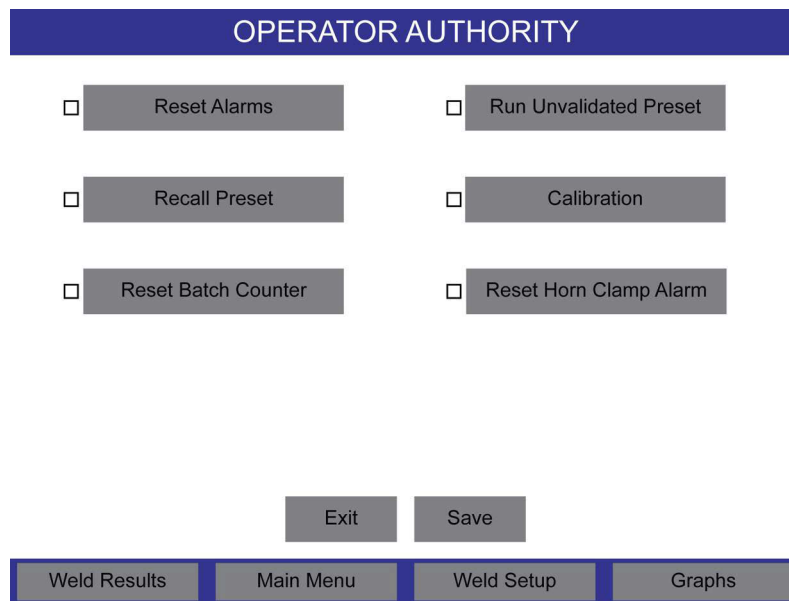 OPERATOR AUTHORITY
Reset Alarms
Run Unvalidated Preset
Recall Preset
Calibration
Reset Batch Counter
Reset Horn Clamp Alarm
Exit
Save
Weld Results
Main Menu
Weld Setup
Graphs